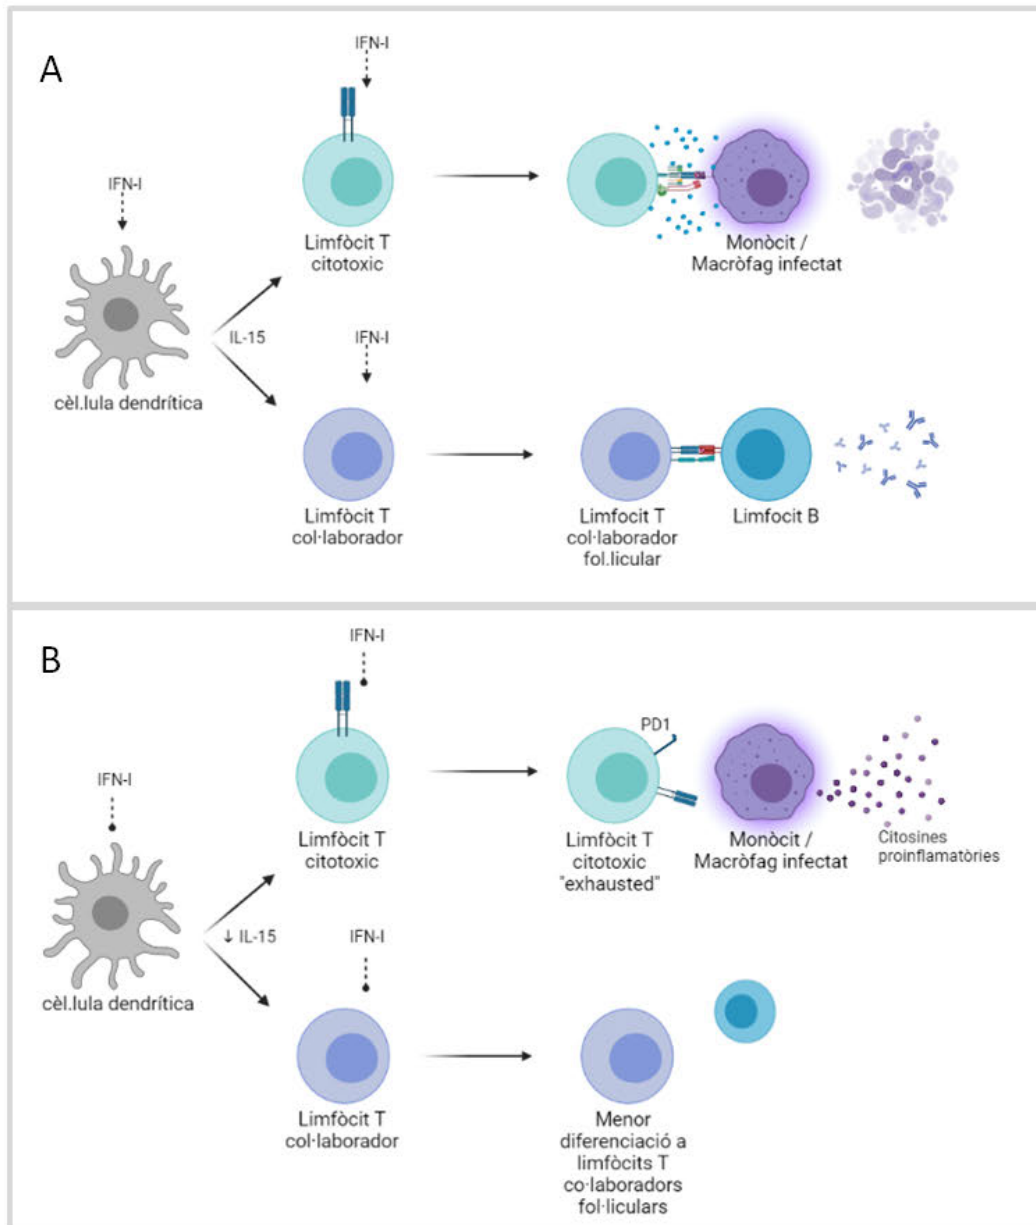 A
IFN-I
IFN-I
Limfòcit T
citotoxic
Monòcit /
Macròfag infectat
IL-15
IFN-I
cèl.lula dendrítica
Limfòcit T
col·laborador
Limfocit T
col·laborador
fol.licular
Limfocit B
B
IFN-I
PD1
IFN-I
Limfòcit T
citotoxic
Limfòcit T
citotoxic
"exhausted"
Monòcit /
Macròfag infectat
Citosines
proinflamatòries
↓ IL-15
IFN-I
cèl.lula dendrítica
Limfòcit T
col·laborador
Menor
diferenciació a
limfòcits T
co·laboradors
fol·liculars